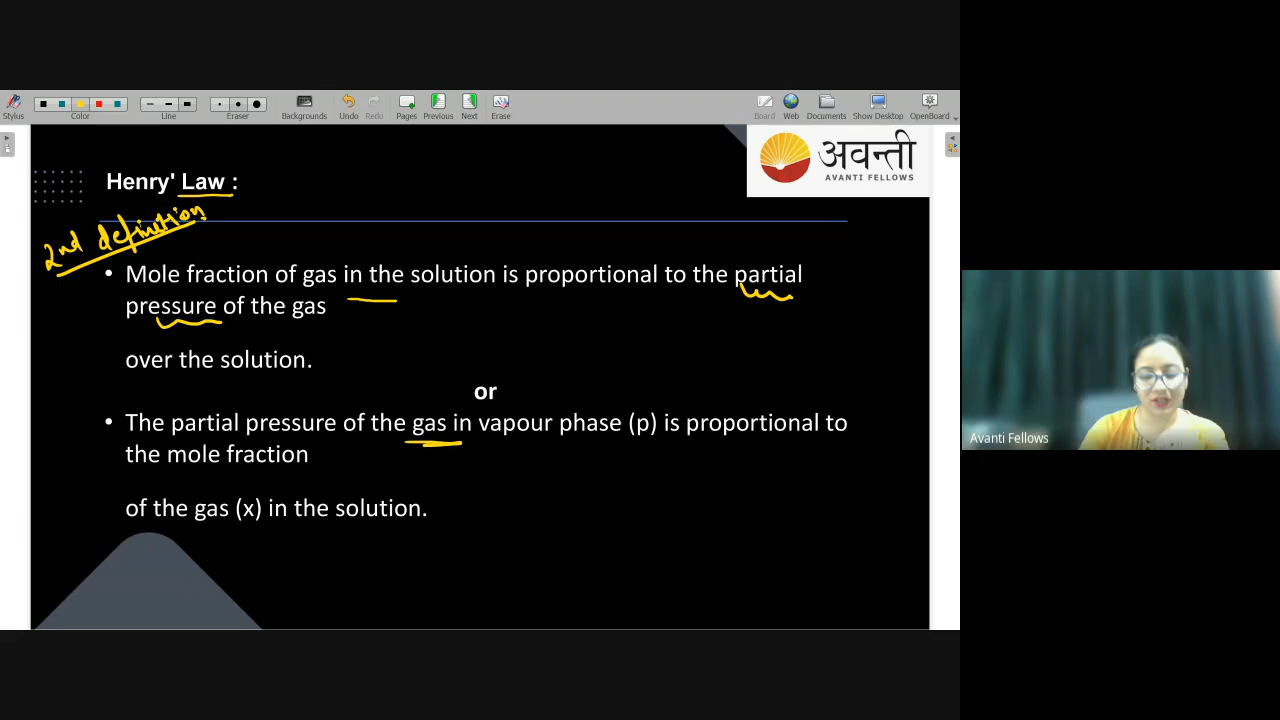 Stylus
Color
Line
Eraser
Backgrounds
Undo
Redo
Pages
Previous
Next
Erase
Board
Web
Documents
Show Desktop
OpenBoard
अवन्ती
AVANTI FELLOWS
Henry' Law :
2nd definition
• Mole fraction of gas in the solution is proportional to the partial
pressure of the gas
over the solution.
or
• The partial pressure of the gas in vapour phase (p) is proportional to
the mole fraction
of the gas (x) in the solution.
Avanti Fellows